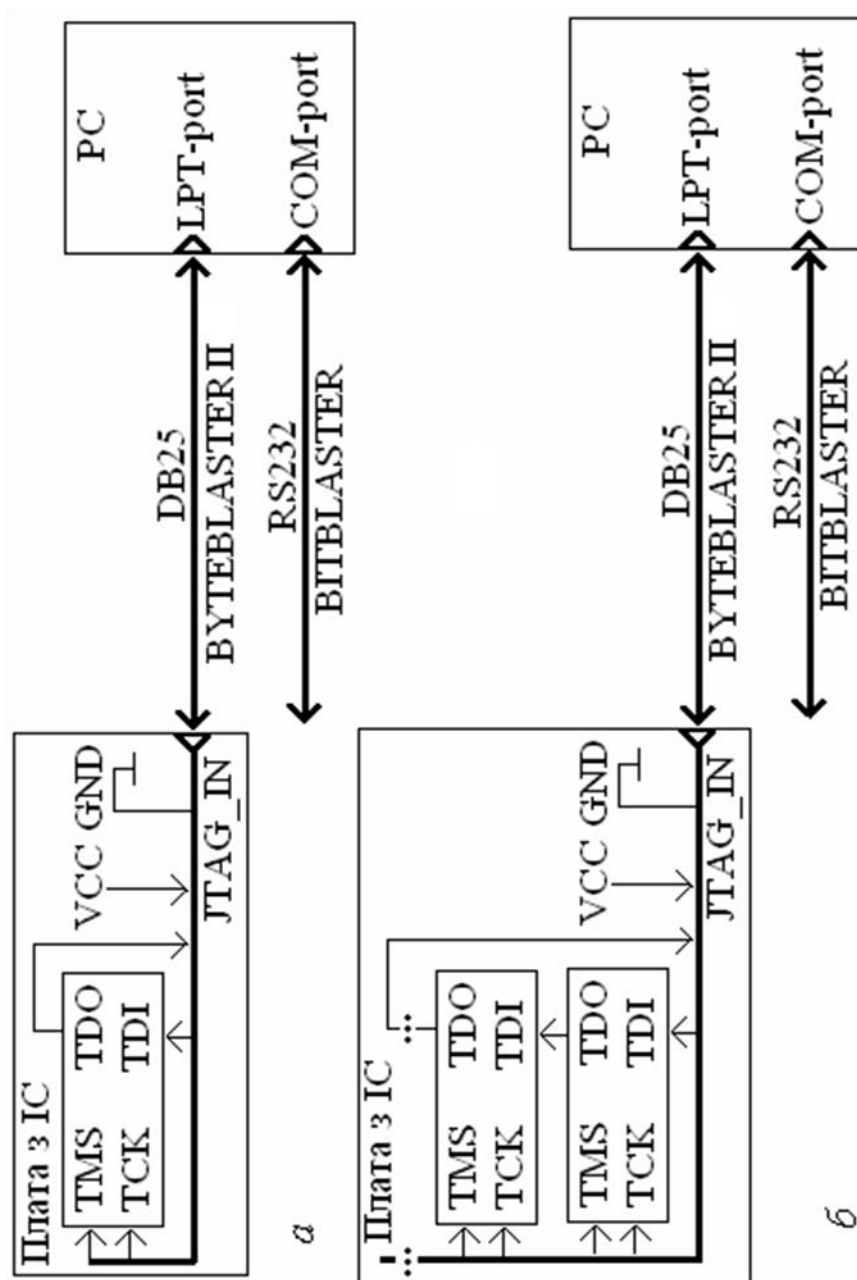 Плата з ІС
TMS
TDO
TCK
TDI
VCC
GND
JTAG_IN
DB25
BYTEBLASTER II
RS232
BITBLASTER
PC
LPT-port
COM-port
а
Плата з ІС
TMS
TDO
TCK
TDI
TMS
TDO
TCK
TDI
VCC
GND
JTAG_IN
DB25
BYTEBLASTER II
RS232
BITBLASTER
PC
LPT-port
COM-port
б